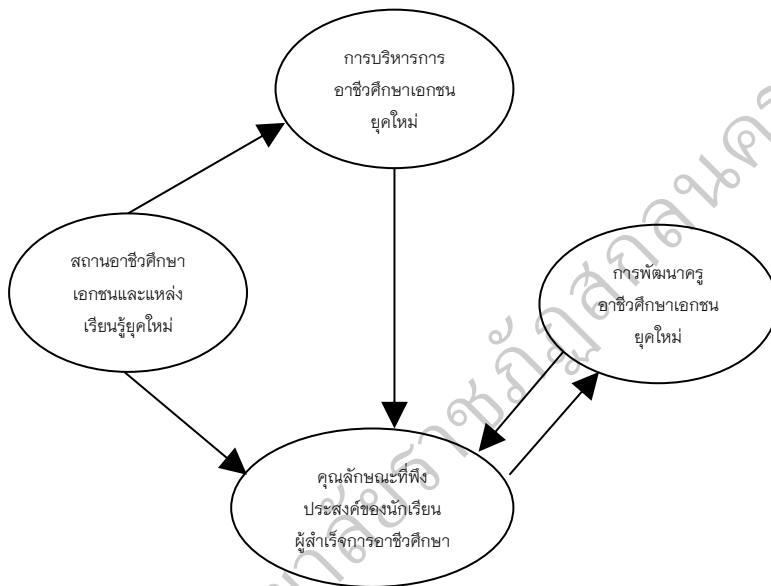 การบริหารการ
อาชีวศึกษาเอกชน
ยุคใหม่
สถานอาชีวศึกษา
เอกชนและแหล่ง
เรียนรู้ยุคใหม่
การพัฒนาครู
อาชีวศึกษาเอกชน
ยุคใหม่
คุณลักษณะที่พึง
ประสงค์ของนักเรียน
ผู้สำเร็จการอาชีวศึกษา